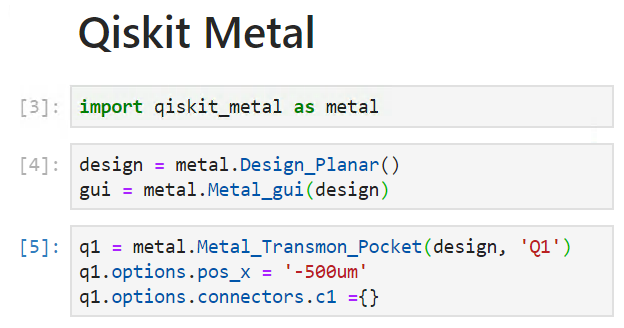 Qiskit Metal
[3]: import qiskit_metal as metal
[4]: design = metal.Design_Planar()
gui = metal.Metal_gui(design)
[5]: q1 = metal.Metal_Transmon_Pocket(design, 'Q1')
q1.options.pos_x = '-500um'
q1.options.connectors.c1 ={}